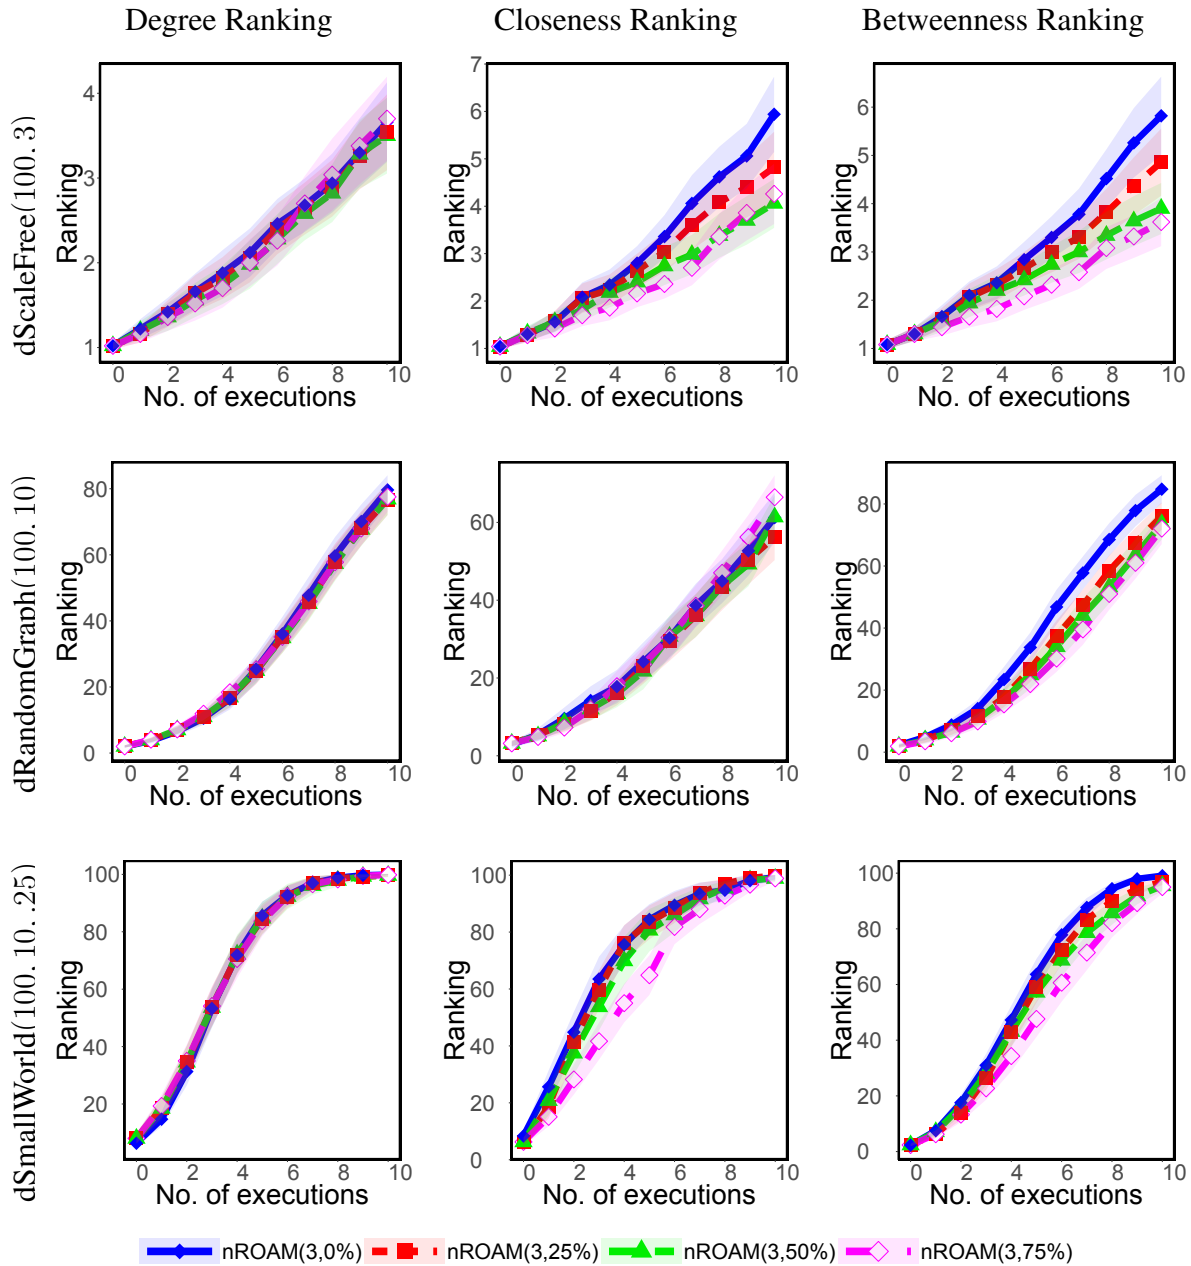 Degree Ranking
Closeness Ranking
Betweenness Ranking
dScaleFree(100. 3)
Ranking
4
3
2
1
0 2 4 6 8 10
No. of executions
Ranking
7
6
5
4
3
2
1
0 2 4 6 8 10
No. of executions
Ranking
6
5
4
3
2
1
0 2 4 6 8 10
No. of executions
dRandomGraph(100. 10)
Ranking
80
60
40
20
0
0 2 4 6 8 10
No. of executions
Ranking
60
40
20
0
0 2 4 6 8 10
No. of executions
Ranking
80
60
40
20
0
0 2 4 6 8 10
No. of executions
dSmallWorld(100. 10. .25)
Ranking
100
80
60
40
20
0 2 4 6 8 10
No. of executions
Ranking
100
80
60
40
20
0
0 2 4 6 8 10
No. of executions
Ranking
100
80
60
40
20
0
0 2 4 6 8 10
No. of executions
nROAM(3,0%) nROAM(3,25%) nROAM(3,50%) nROAM(3,75%)